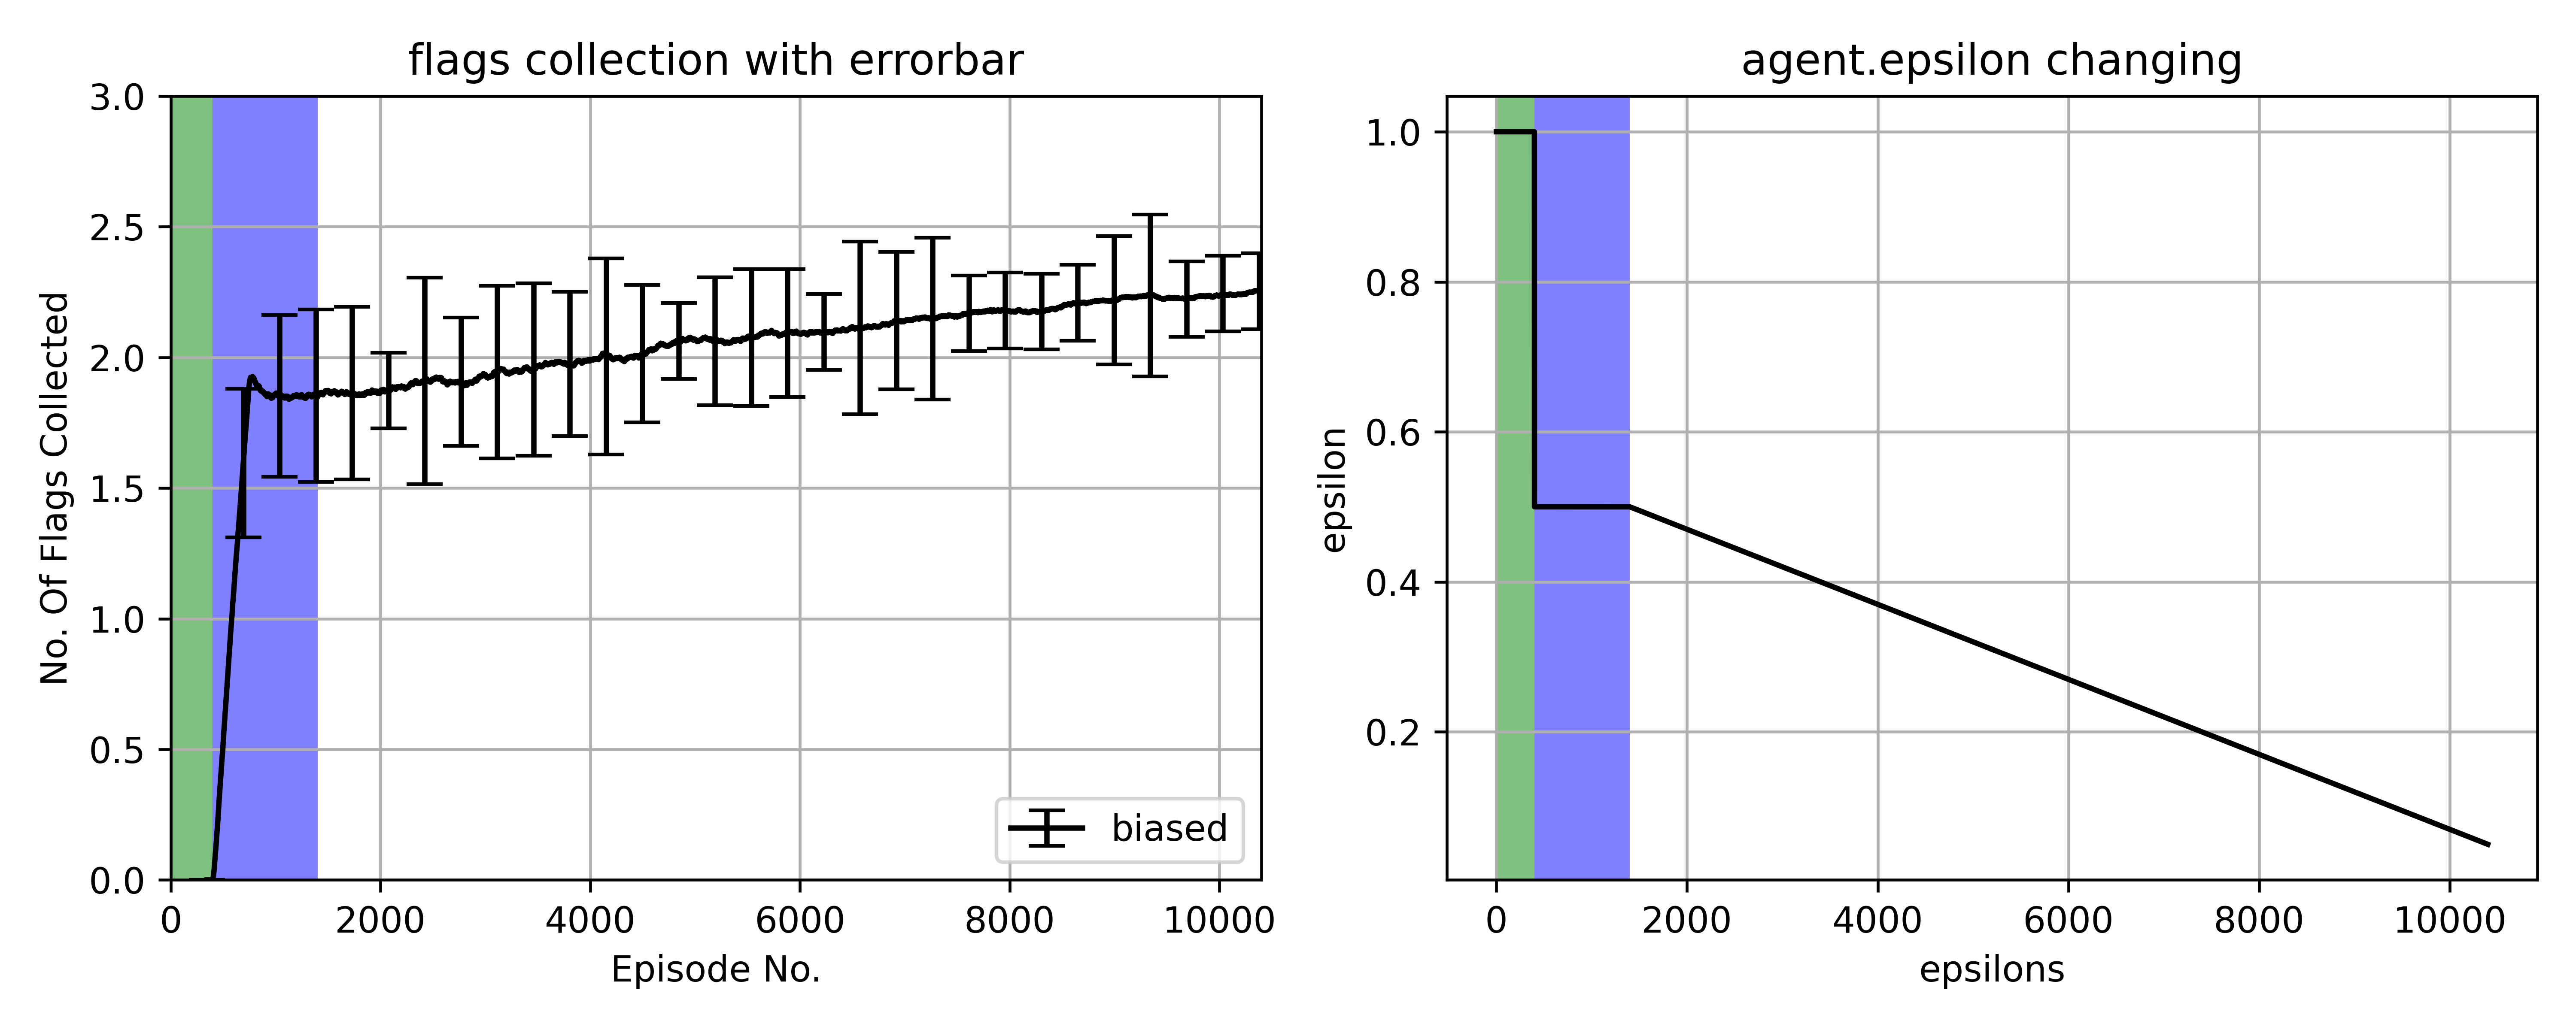 flags collection with errorbar
3.0
2.5
2.0
1.5
1.0
0.5
0.0
No. Of Flags Collected
0 2000 4000 6000 8000 10000
Episode No.
biased
agent.epsilon changing
1.0
0.8
0.6
0.4
0.2
epsilon
0 2000 4000 6000 8000 10000
epsilons